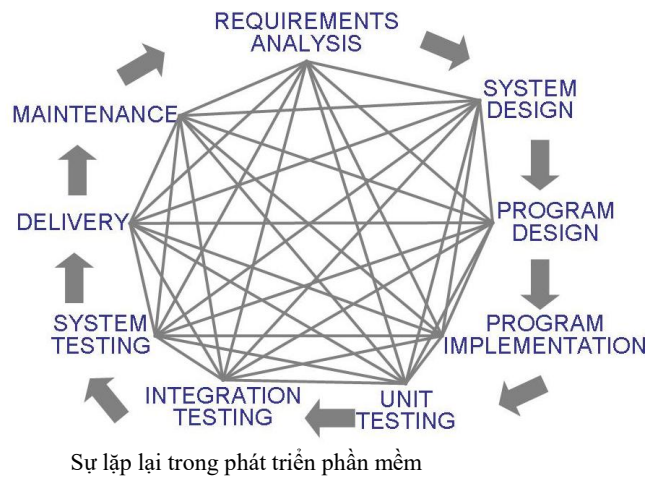 REQUIREMENTS
ANALYSIS
SYSTEM
DESIGN
PROGRAM
DESIGN
PROGRAM
IMPLEMENTATION
UNIT
TESTING
INTEGRATION
TESTING
SYSTEM
TESTING
DELIVERY
MAINTENANCE
Sự lặp lại trong phát triển phần mềm